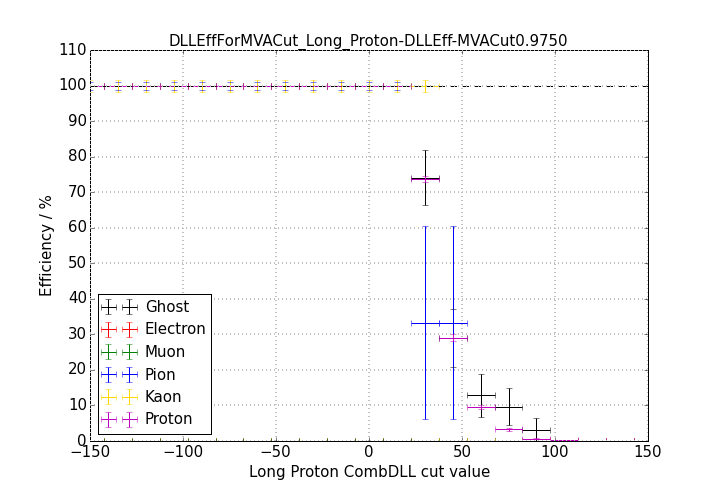 DLLEffForMVACut_Long_Proton-DLLEff-MVACut0.9750
110
100
90
80
70
60
50
40
30
20
10
0
Efficiency / %
Ghost
Electron
Muon
Pion
Kaon
Proton
−150 −100 −50 0 50 100 150
Long Proton CombDLL cut value